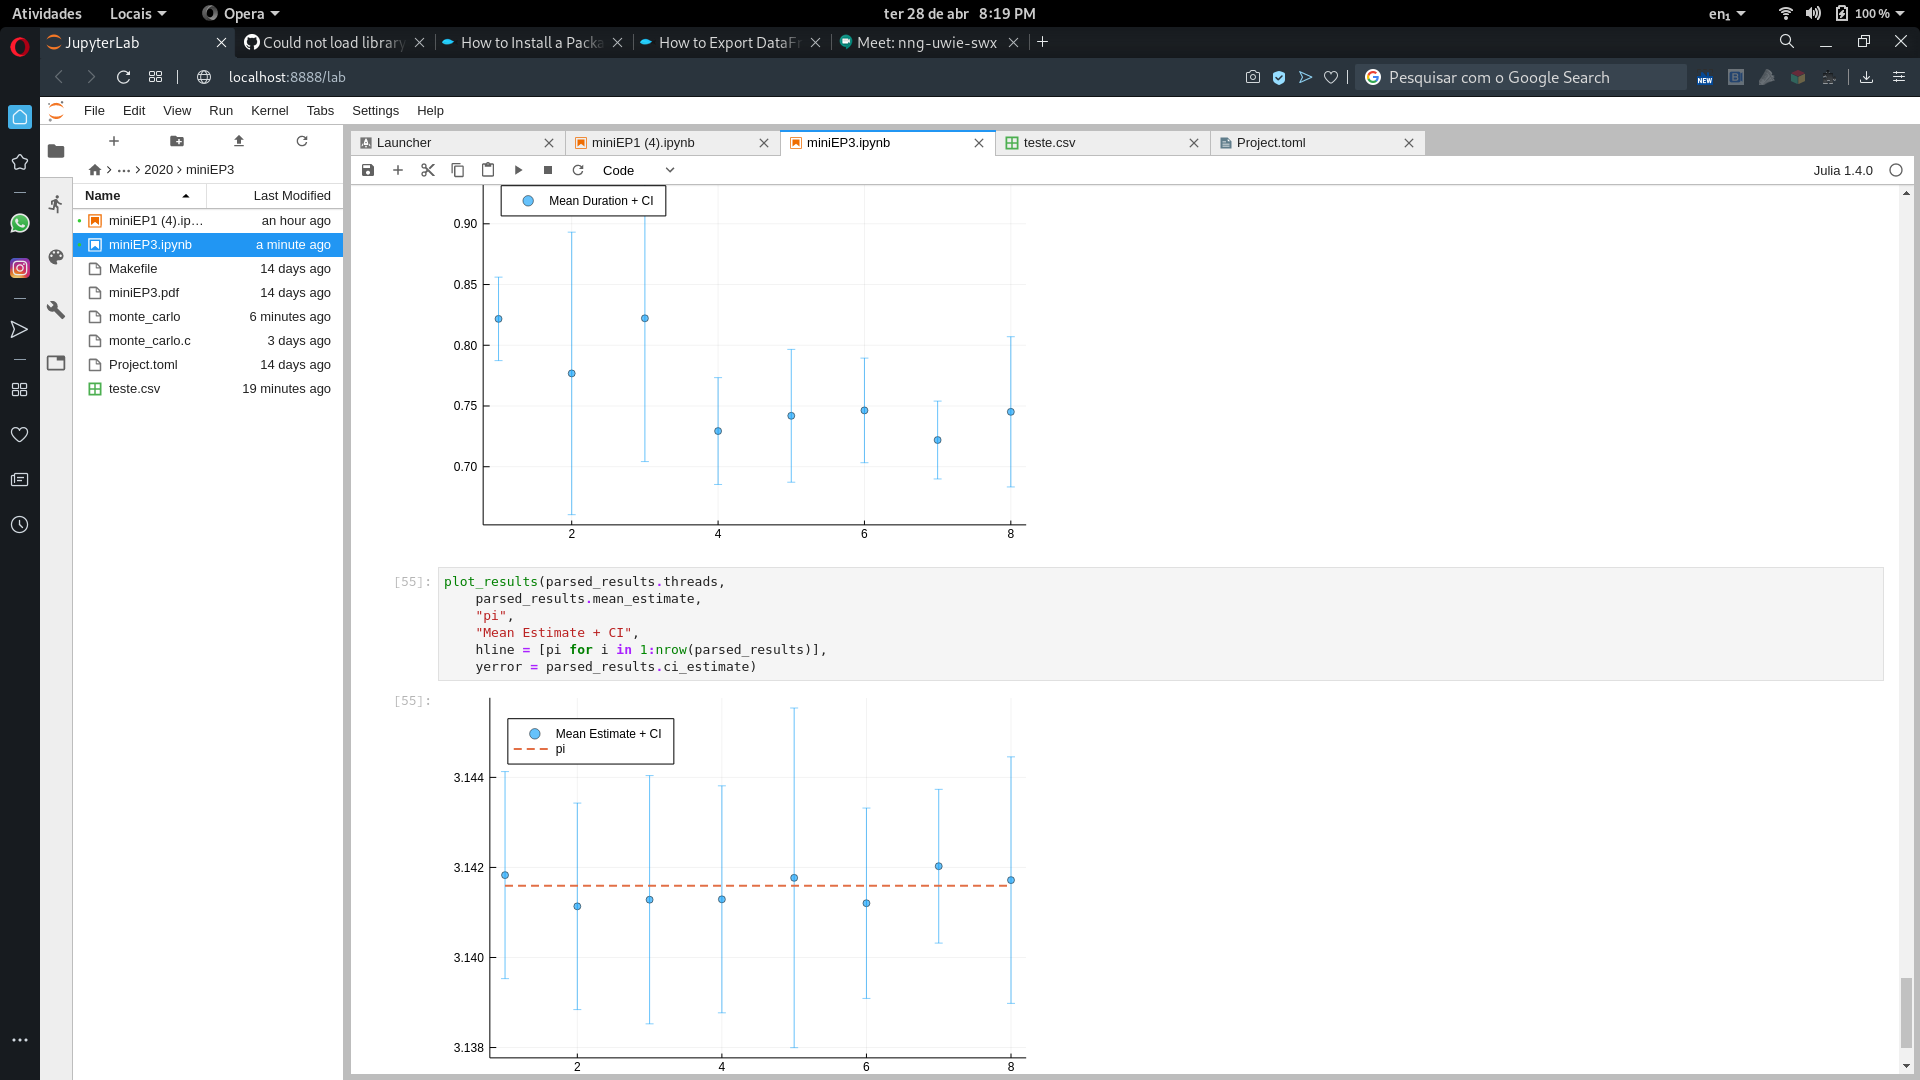 Atividades Locais Opera ter 28 de abr 8:19 PM en₁ 100 %
JupyterLab Could not load library How to Install a Packa How to Export DataF Meet: nng-uwie-swx
localhost:8888/lab Pesquisar com o Google Search NEW
File Edit View Run Kernel Tabs Settings Help
Launcher miniEP1 (4).ipynb miniEP3.ipynb teste.csv Project.toml
… 2020 miniEP3
Code Julia 1.4.0
Name Last Modified
miniEP1 (4).ip… an hour ago
miniEP3.ipynb a minute ago
Makefile 14 days ago
miniEP3.pdf 14 days ago
monte_carlo 6 minutes ago
monte_carlo.c 3 days ago
Project.toml 14 days ago
teste.csv 19 minutes ago
Mean Duration + CI
0.90
0.85
0.80
0.75
0.70
2 4 6 8
[55]:
plot_results(parsed_results.threads,
parsed_results.mean_estimate,
"pi",
"Mean Estimate + CI",
hline = [pi for i in 1:nrow(parsed_results)],
yerror = parsed_results.ci_estimate)
[55]:
Mean Estimate + CI
pi
3.144
3.142
3.140
3.138
2 4 6 8